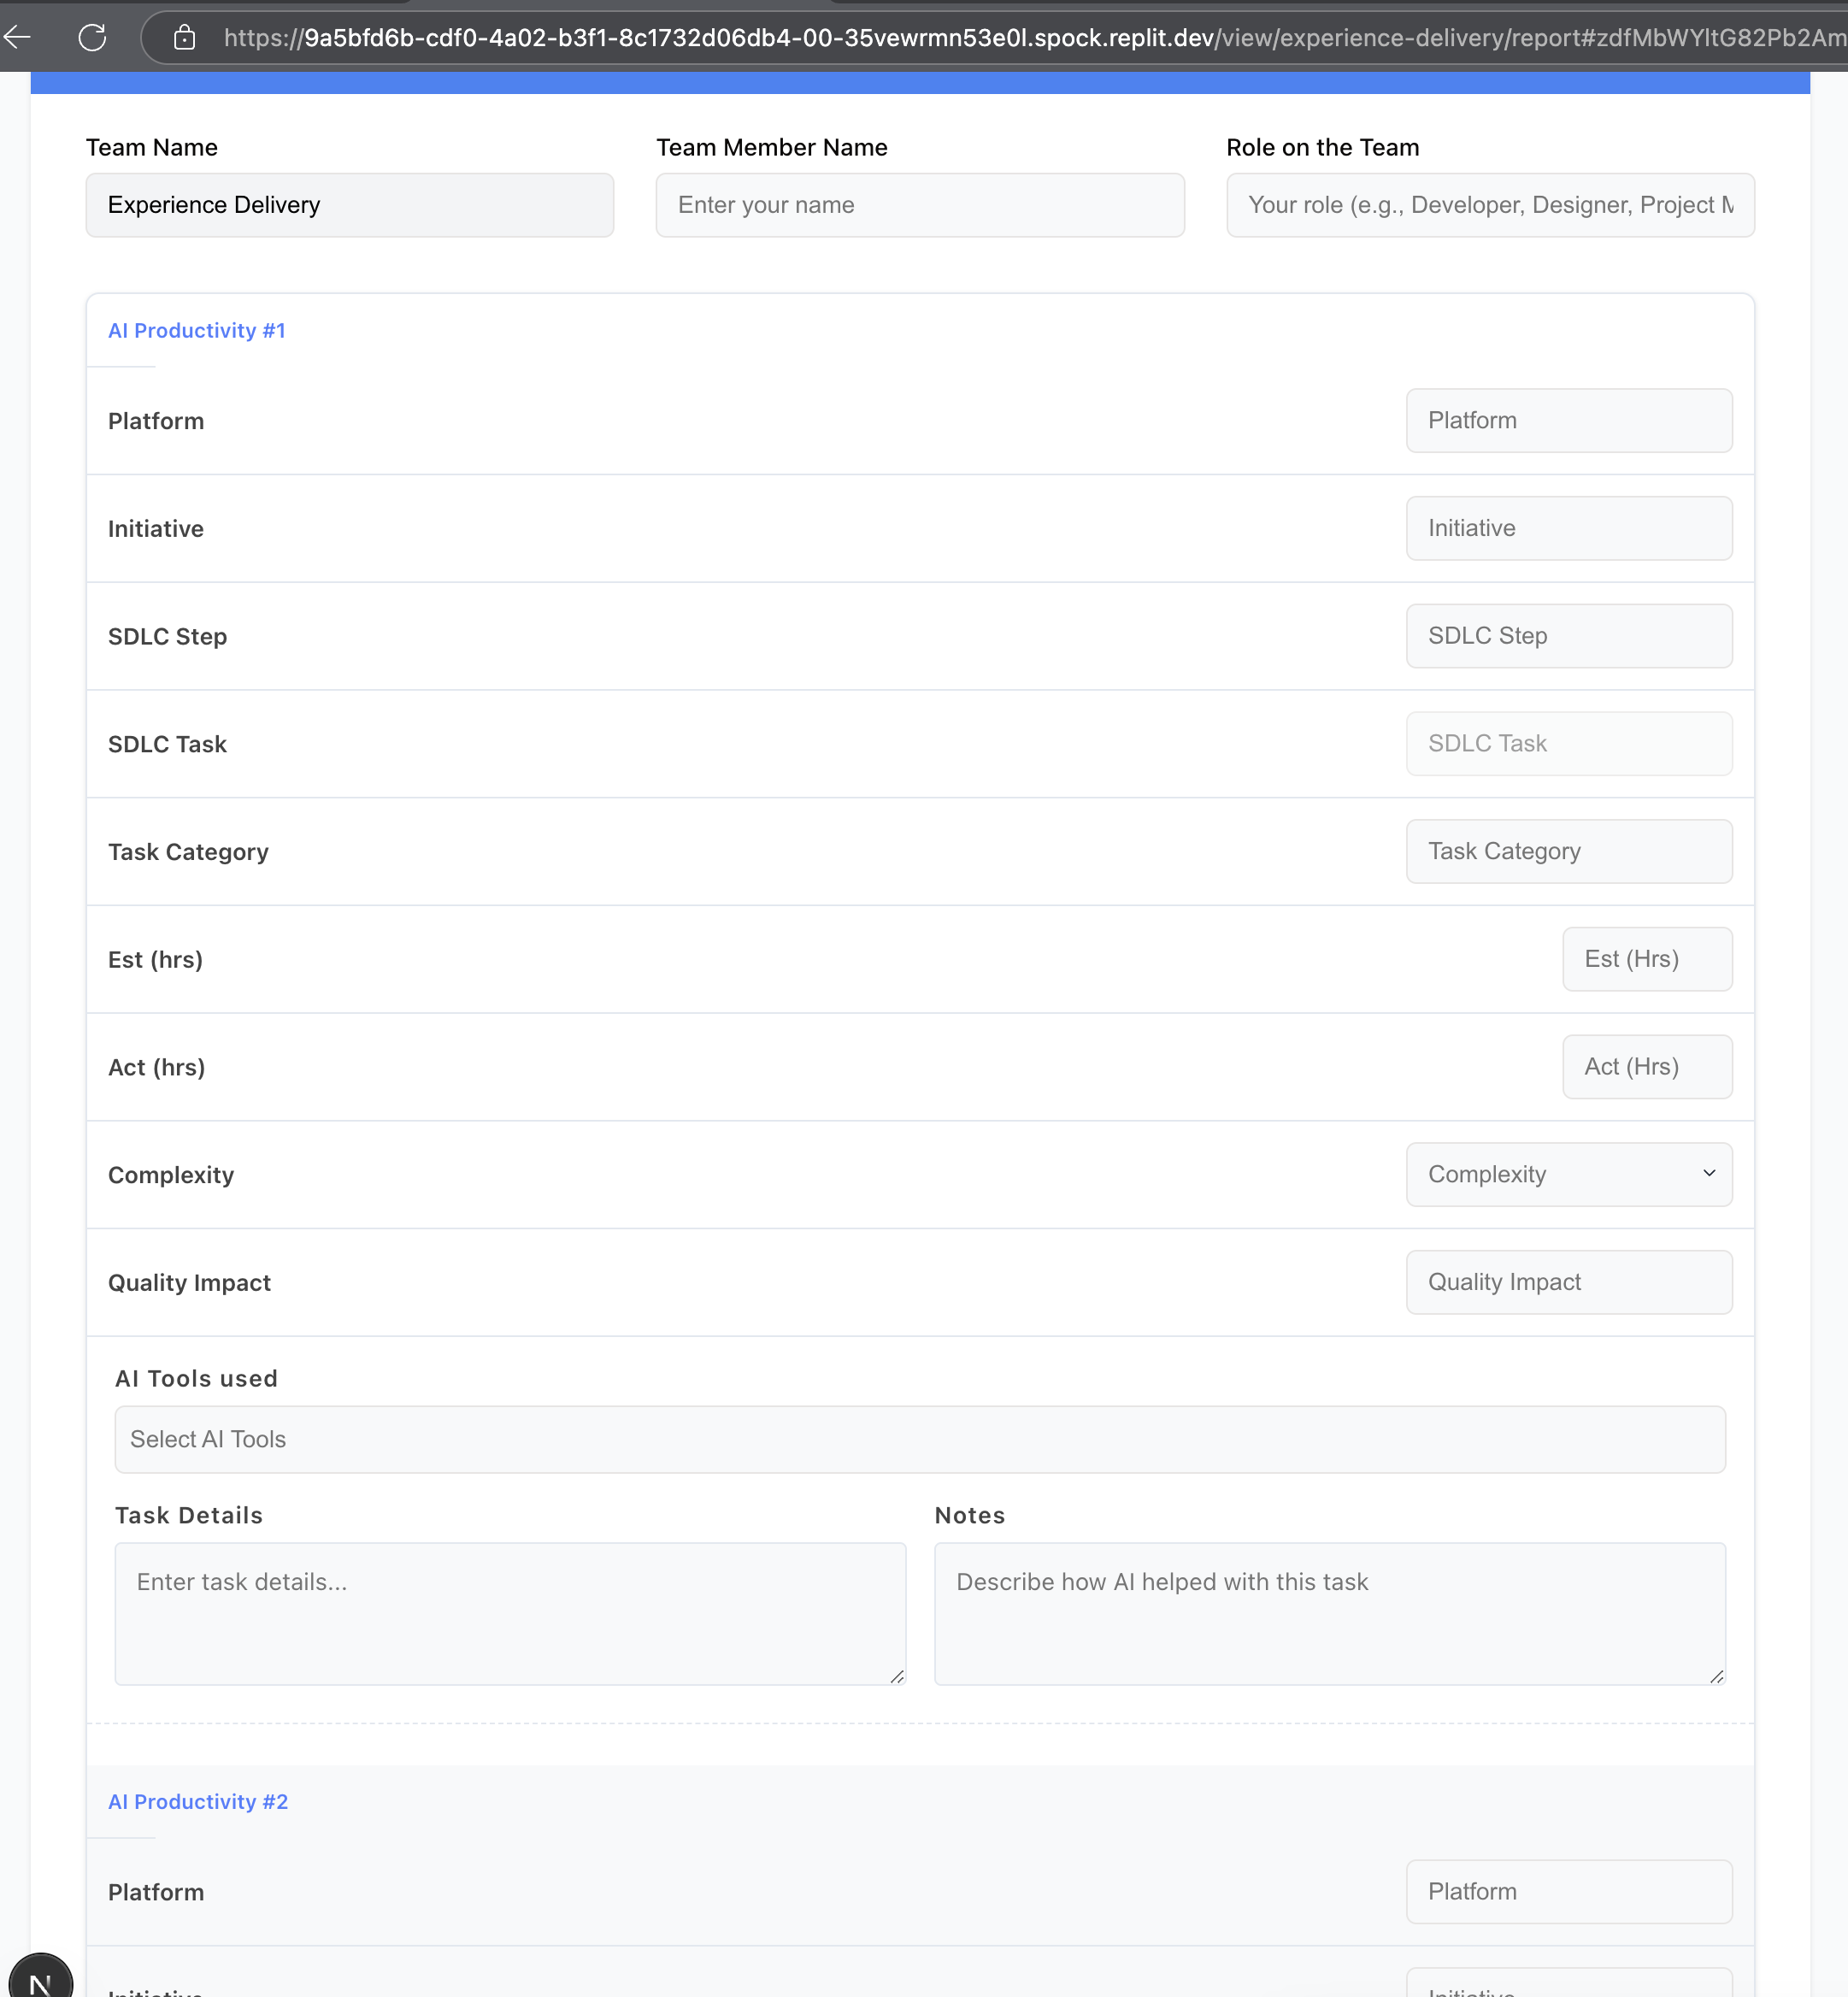 https://9a5bfd6b-cdf0-4a02-b3f1-8c1732d06db4-00-35vewrmn53e0l.spock.replit.dev/view/experience-delivery/report#zdfMbWYltG82Pb2Am
Team Name
Team Member Name
Role on the Team
Experience Delivery
Enter your name
Your role (e.g., Developer, Designer, Project M
AI Productivity #1
Platform
Platform
Initiative
Initiative
SDLC Step
SDLC Step
SDLC Task
SDLC Task
Task Category
Task Category
Est (hrs)
Est (Hrs)
Act (hrs)
Act (Hrs)
Complexity
Complexity
Quality Impact
Quality Impact
AI Tools used
Select AI Tools
Task Details
Notes
Enter task details...
Describe how AI helped with this task
AI Productivity #2
Platform
Platform
Initiative
Initiative
N